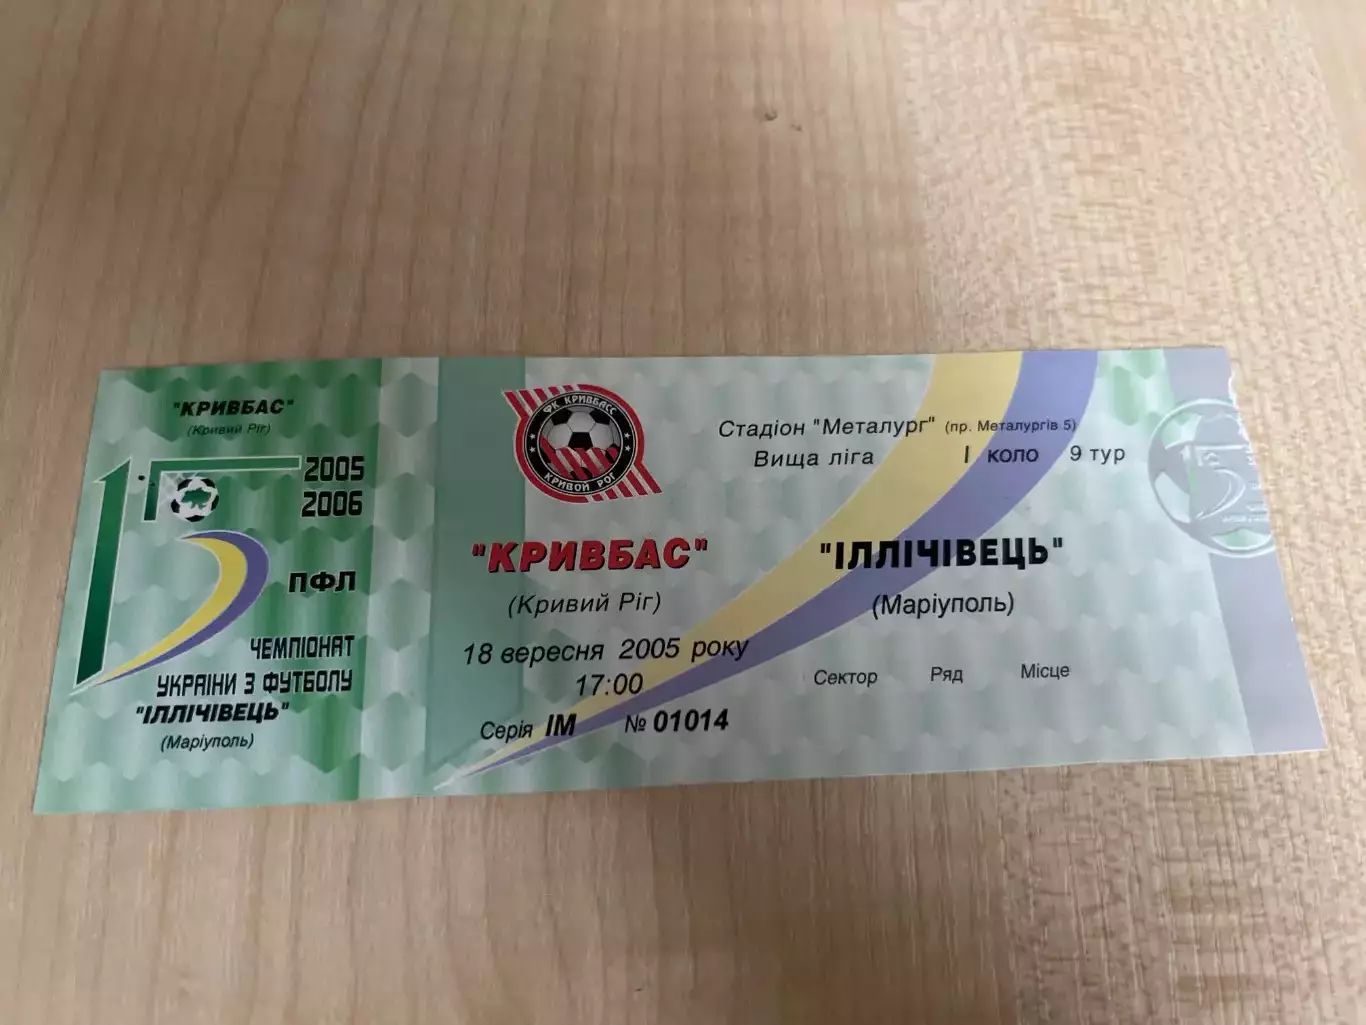 "КРИВБАС"
(Кривий Ріг)
15
2005
2006
ПФЛ
ЧЕМПІОНАТ
УКРАЇНИ З ФУТБОЛУ
"ІЛЛІЧІВЕЦЬ"
(Маріуполь)
ФК КРИВБАСС
КРИВОЙ РОГ
Стадіон "Металург" (пр. Металургів 5)
Вища ліга І коло 9 тур
"КРИВБАС"
(Кривий Ріг)
"ІЛЛІЧІВЕЦЬ"
(Маріуполь)
18 вересня 2005 року
17:00
Сектор Ряд Місце
Серія ІМ № 01014
15